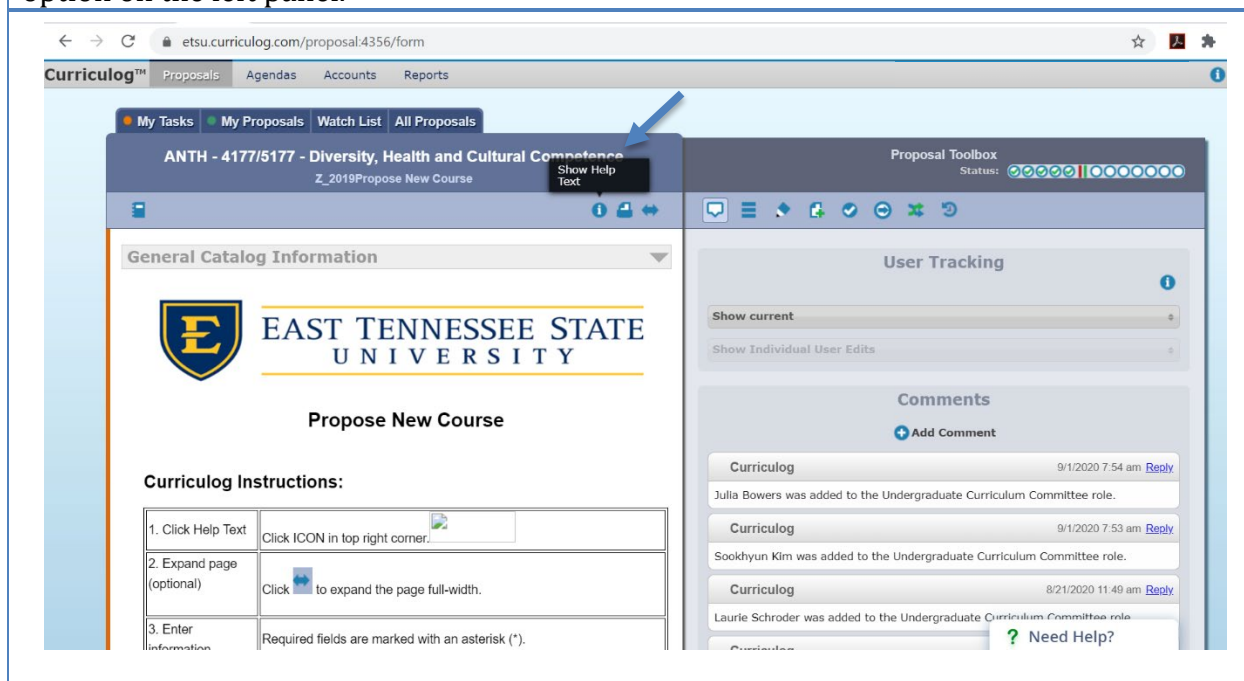 option on the left panel.
etsu.curriculog.com/proposal:4356/form
Curriculog™ Proposals Agendas Accounts Reports
My Tasks My Proposals Watch List All Proposals
ANTH - 4177/5177 - Diversity, Health and Cultural Competence
Z_2019Propose New Course
Show Help
Text
Proposal Toolbox
Status:
General Catalog Information
EAST TENNESSEE STATE
UNIVERSITY
Propose New Course
Curriculog Instructions:
1. Click Help Text
Click ICON in top right corner.
2. Expand page
(optional)
Click to expand the page full-width.
3. Enter
information
Required fields are marked with an asterisk (*).
User Tracking
Show current
Show Individual User Edits
Comments
Add Comment
Curriculog 9/1/2020 7:54 am Reply
Julia Bowers was added to the Undergraduate Curriculum Committee role.
Curriculog 9/1/2020 7:53 am Reply
Sookhyun Kim was added to the Undergraduate Curriculum Committee role.
Curriculog 8/21/2020 11:49 am Reply
Laurie Schroder was added to the Undergraduate Curriculum Committee role
Curriculog
? Need Help?